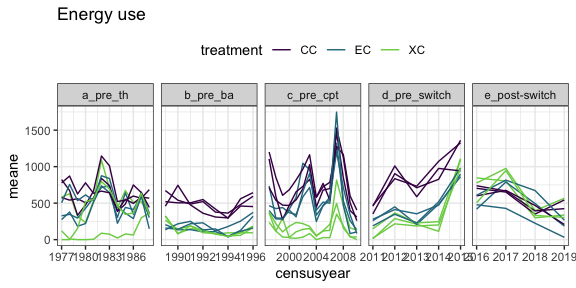 Energy use
treatment CC EC XC
a_pre_th b_pre_ba c_pre_cpt d_pre_switch e_post-switch
meane
1500
1000
500
0
1977 1980 1983 1986 1990 1992 1994 1996 2000 2004 2008 2011 2012 2013 2014 2015 2016 2017 2018 2019
censusyear